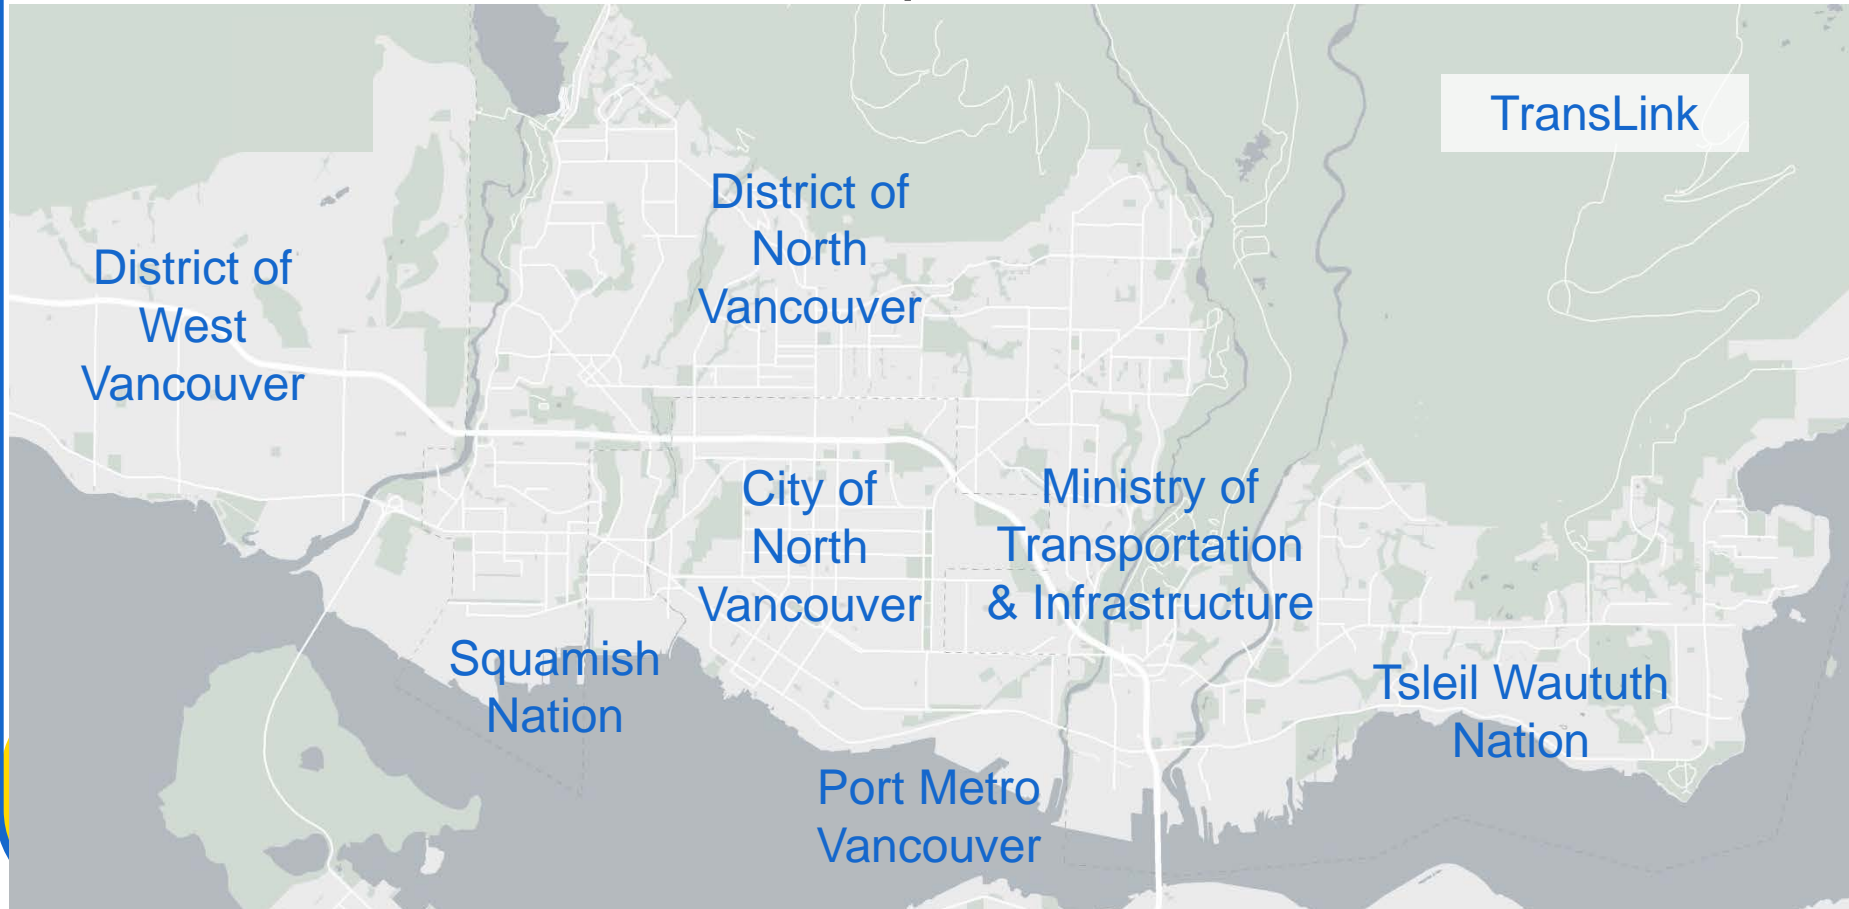 TransLink
District of
North
Vancouver
District of
West
Vancouver
City of
North
Vancouver
Ministry of
Transportation
& Infrastructure
Squamish
Nation
Tsleil Waututh
Nation
Port Metro
Vancouver